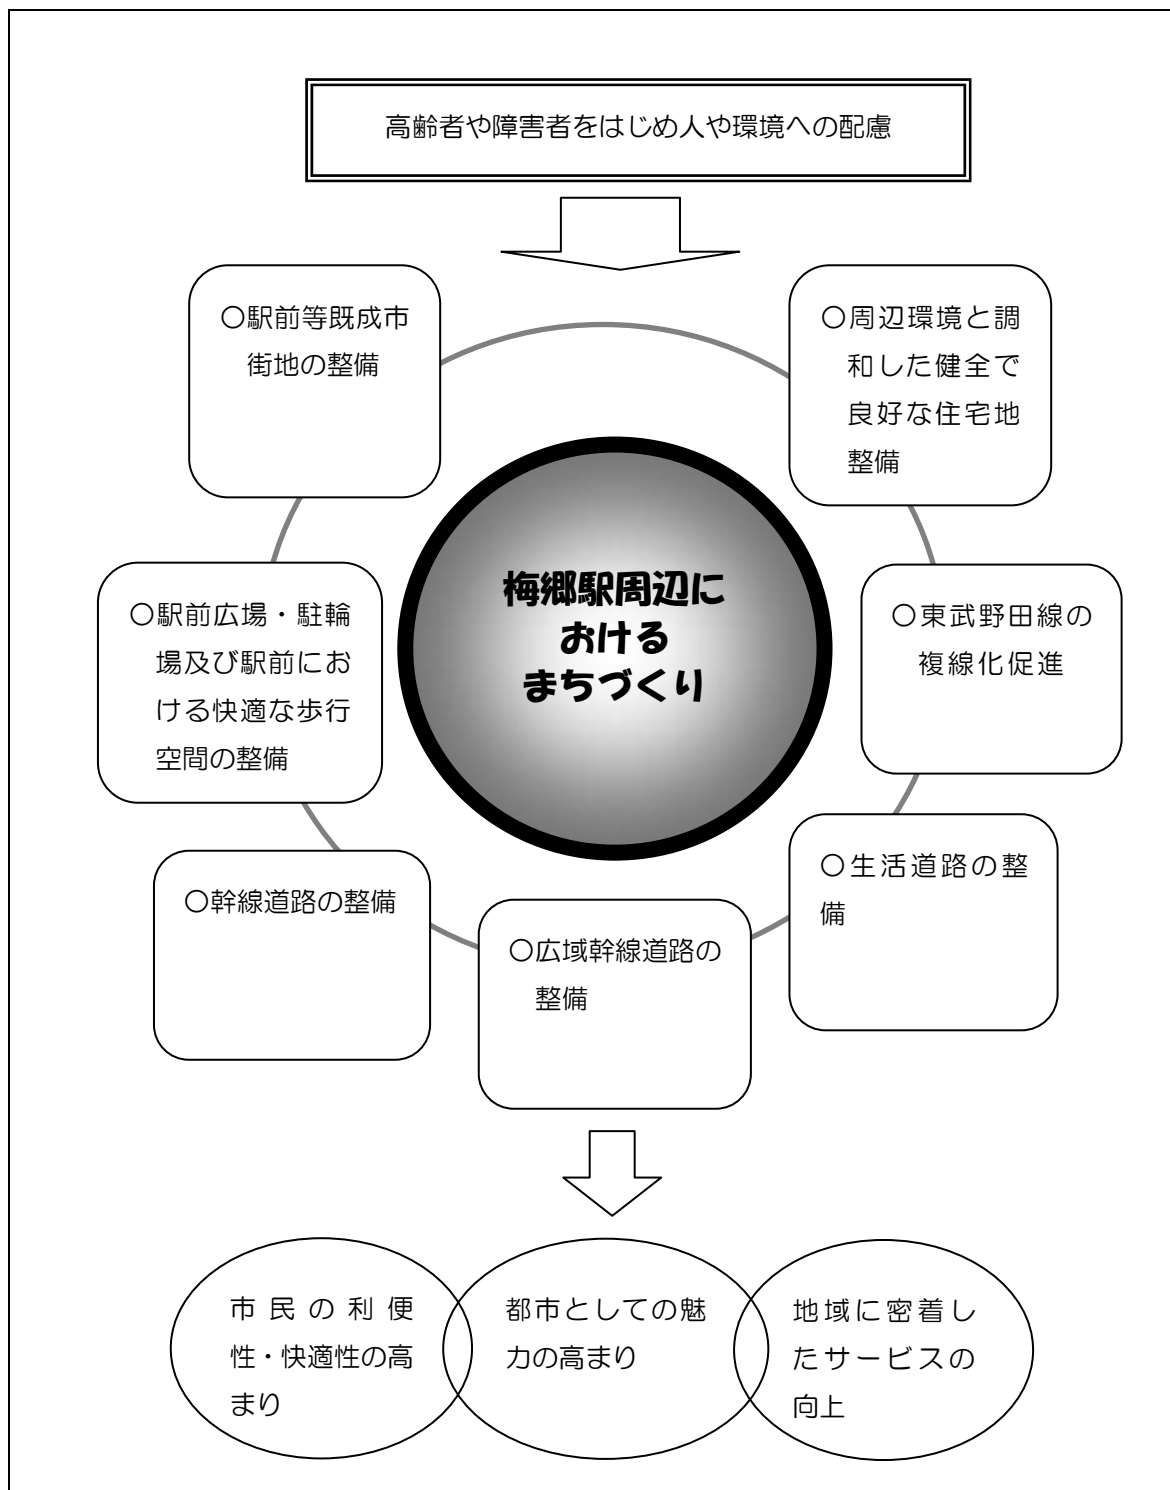 高齢者や障害者をはじめ人や環境への配慮
〇駅前等既成市
街地の整備
〇周辺環境と調
和した健全で
良好な住宅地
整備
梅郷駅周辺に
おける
まちづくり
〇駅前広場・駐輪
場及び駅前にお
ける快適な歩行
空間の整備
〇東武野田線の
複線化促進
〇幹線道路の整備
〇広域幹線道路の
整備
〇生活道路の整
備
市民の利便
性・快適性の高
まり
都市としての魅
力の高まり
地域に密着し
たサービスの
向上